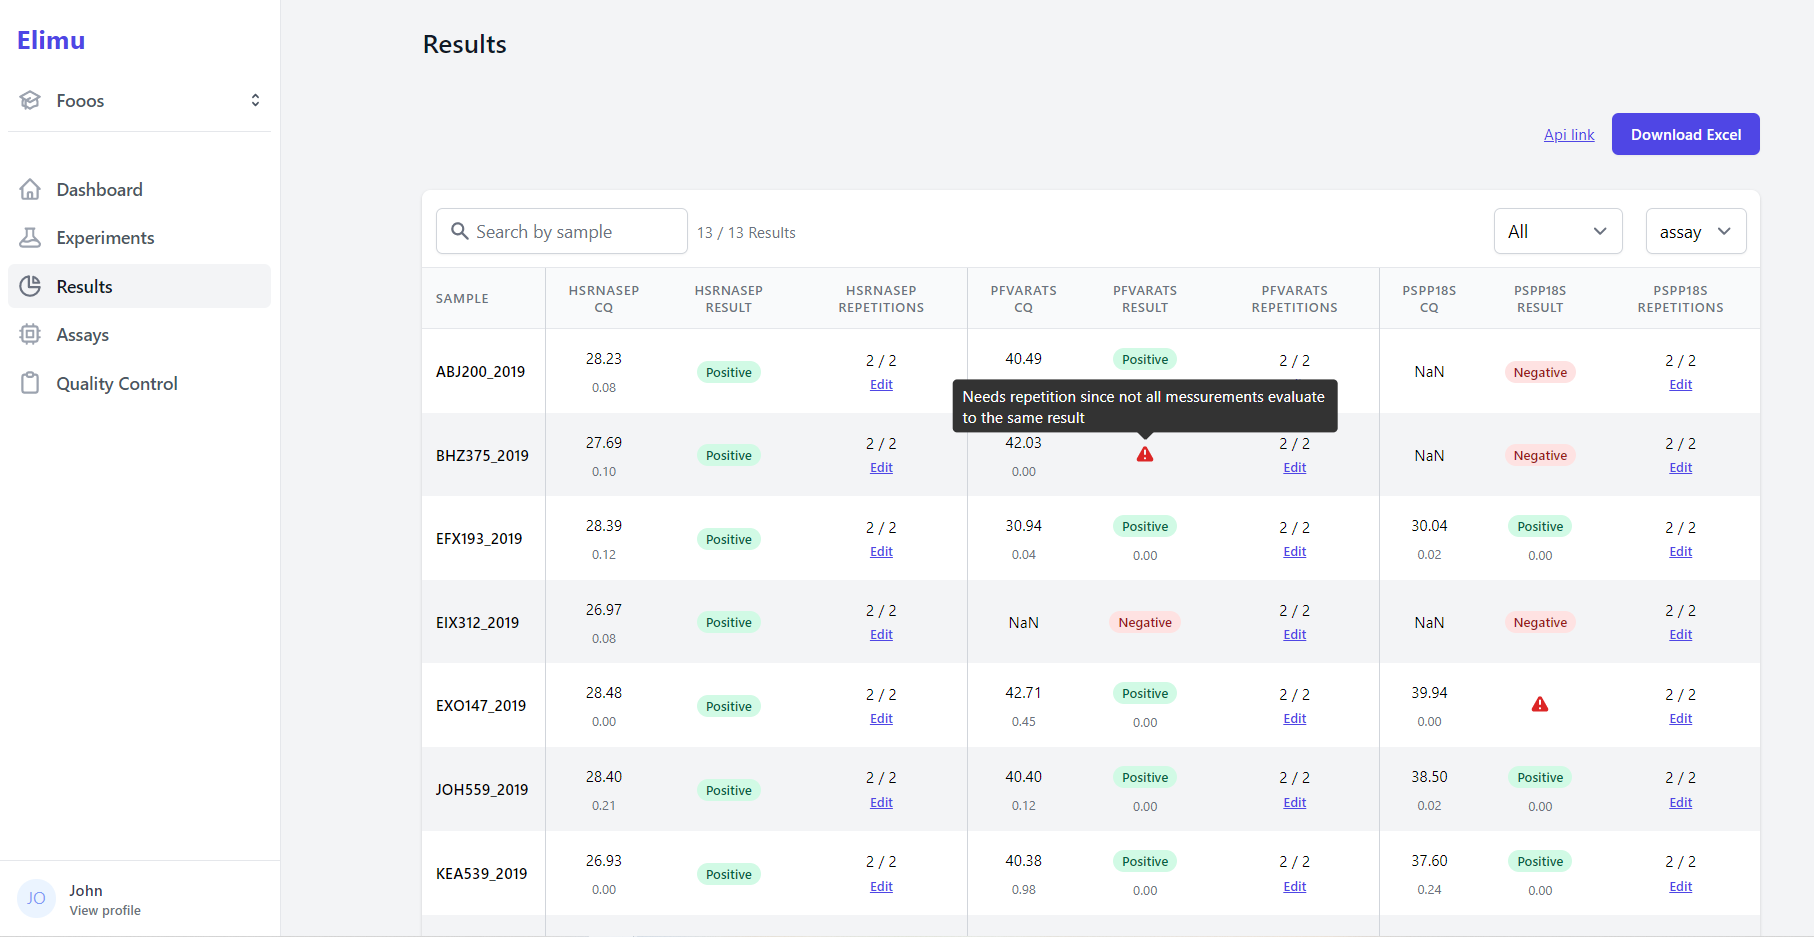 Elimu
Fooos
Dashboard
Experiments
Results
Assays
Quality Control
JO
John
View profile
Results
Api link
Download Excel
Search by sample
13 / 13 Results
All
assay
SAMPLE
HSRNASEP CQ
HSRNASEP RESULT
HSRNASEP REPETITIONS
PFVARATS CQ
PFVARATS RESULT
PFVARATS REPETITIONS
PSPP18S CQ
PSPP18S RESULT
PSPP18S REPETITIONS
ABJ200_2019
28.23
0.08
Positive
2 / 2
Edit
40.49
Positive
2 / 2
NaN
Negative
2 / 2
Edit
Needs repetition since not all messurements evaluate
to the same result
BHZ375_2019
27.69
0.10
Positive
2 / 2
Edit
42.03
0.00
2 / 2
Edit
NaN
Negative
2 / 2
Edit
EFX193_2019
28.39
0.12
Positive
2 / 2
Edit
30.94
0.04
Positive
0.00
2 / 2
Edit
30.04
0.02
Positive
0.00
2 / 2
Edit
EIX312_2019
26.97
0.08
Positive
2 / 2
Edit
NaN
Negative
2 / 2
Edit
NaN
Negative
2 / 2
Edit
EXO147_2019
28.48
0.00
Positive
2 / 2
Edit
42.71
0.45
Positive
0.00
2 / 2
Edit
39.94
0.00
2 / 2
Edit
JOH559_2019
28.40
0.21
Positive
2 / 2
Edit
40.40
0.12
Positive
0.00
2 / 2
Edit
38.50
0.02
Positive
0.00
2 / 2
Edit
KEA539_2019
26.93
0.00
Positive
2 / 2
Edit
40.38
0.98
Positive
0.00
2 / 2
Edit
37.60
0.24
Positive
0.00
2 / 2
Edit